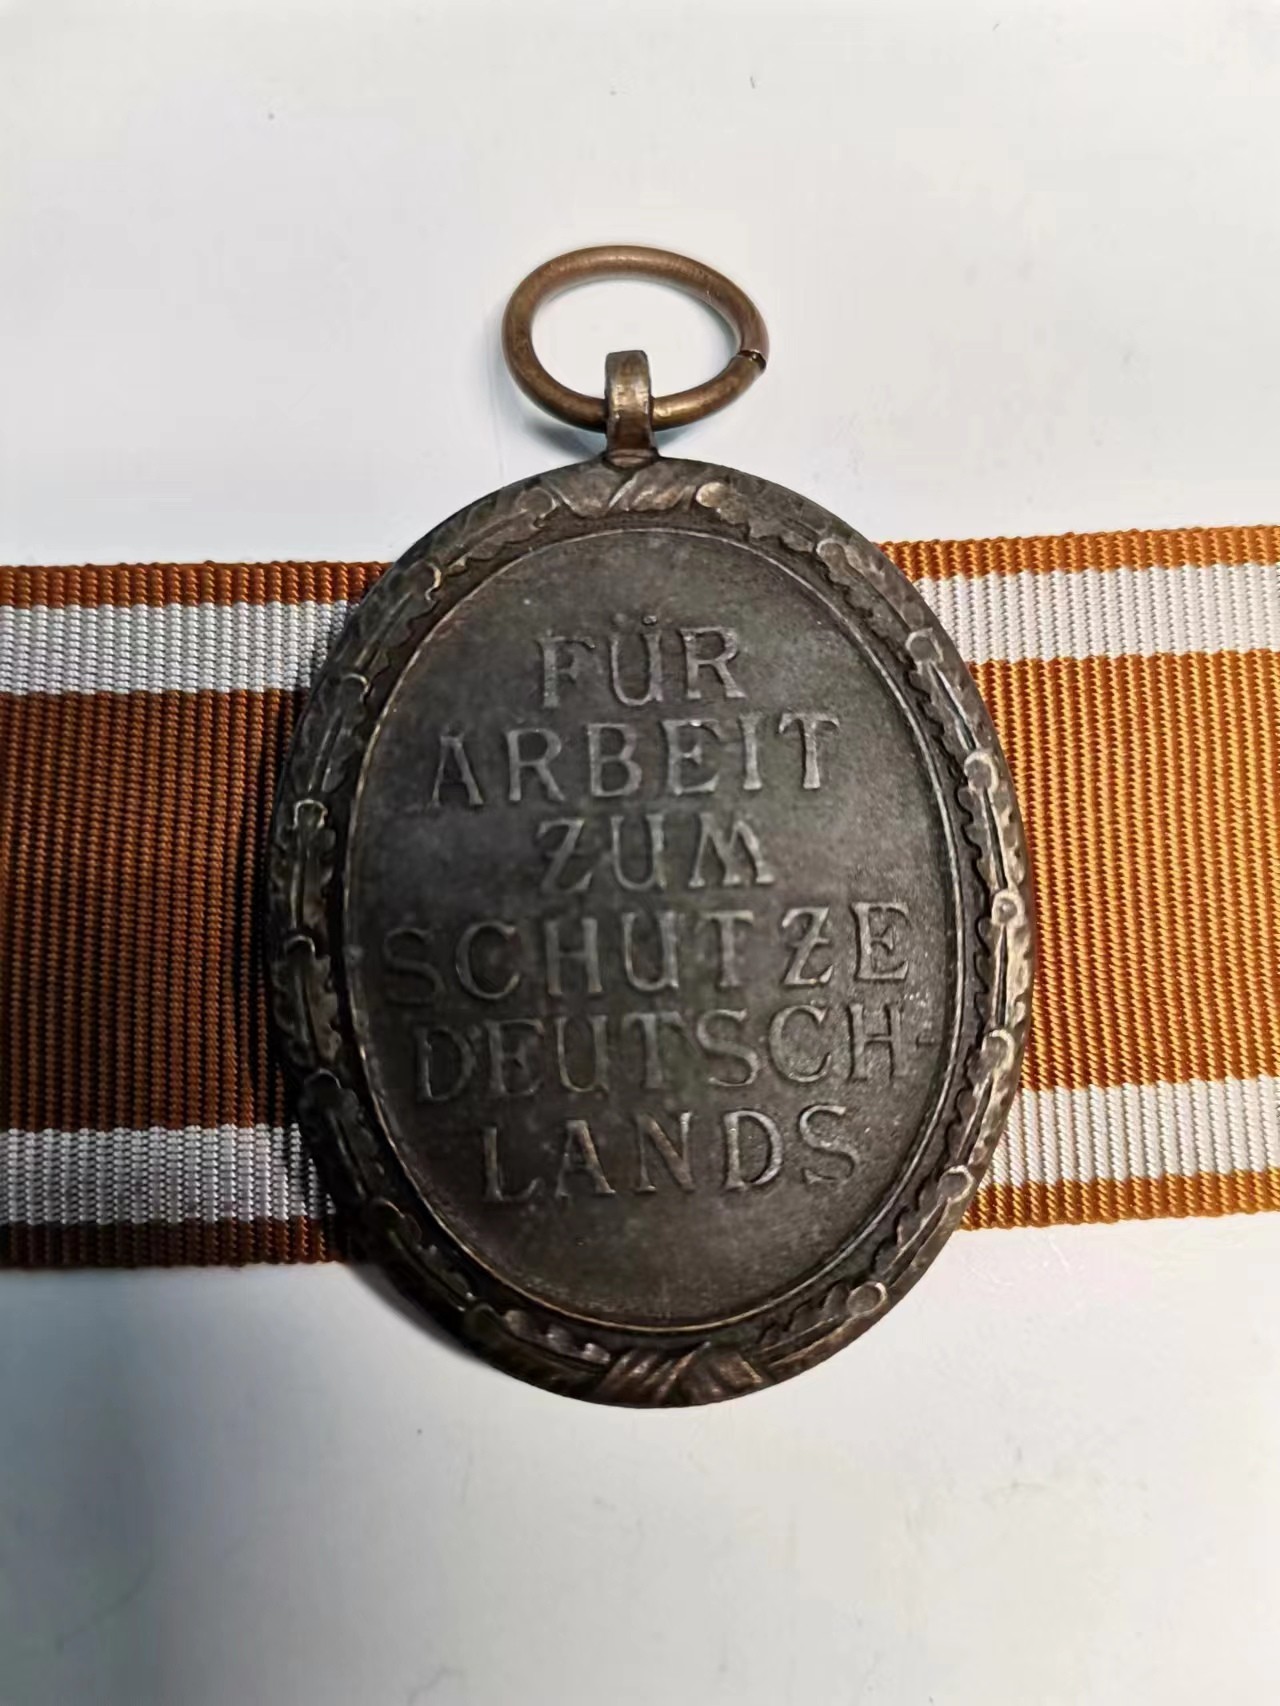 FÜR
ARBEIT
ZUM
SCHUTZE
DEUTSCH-
LANDS